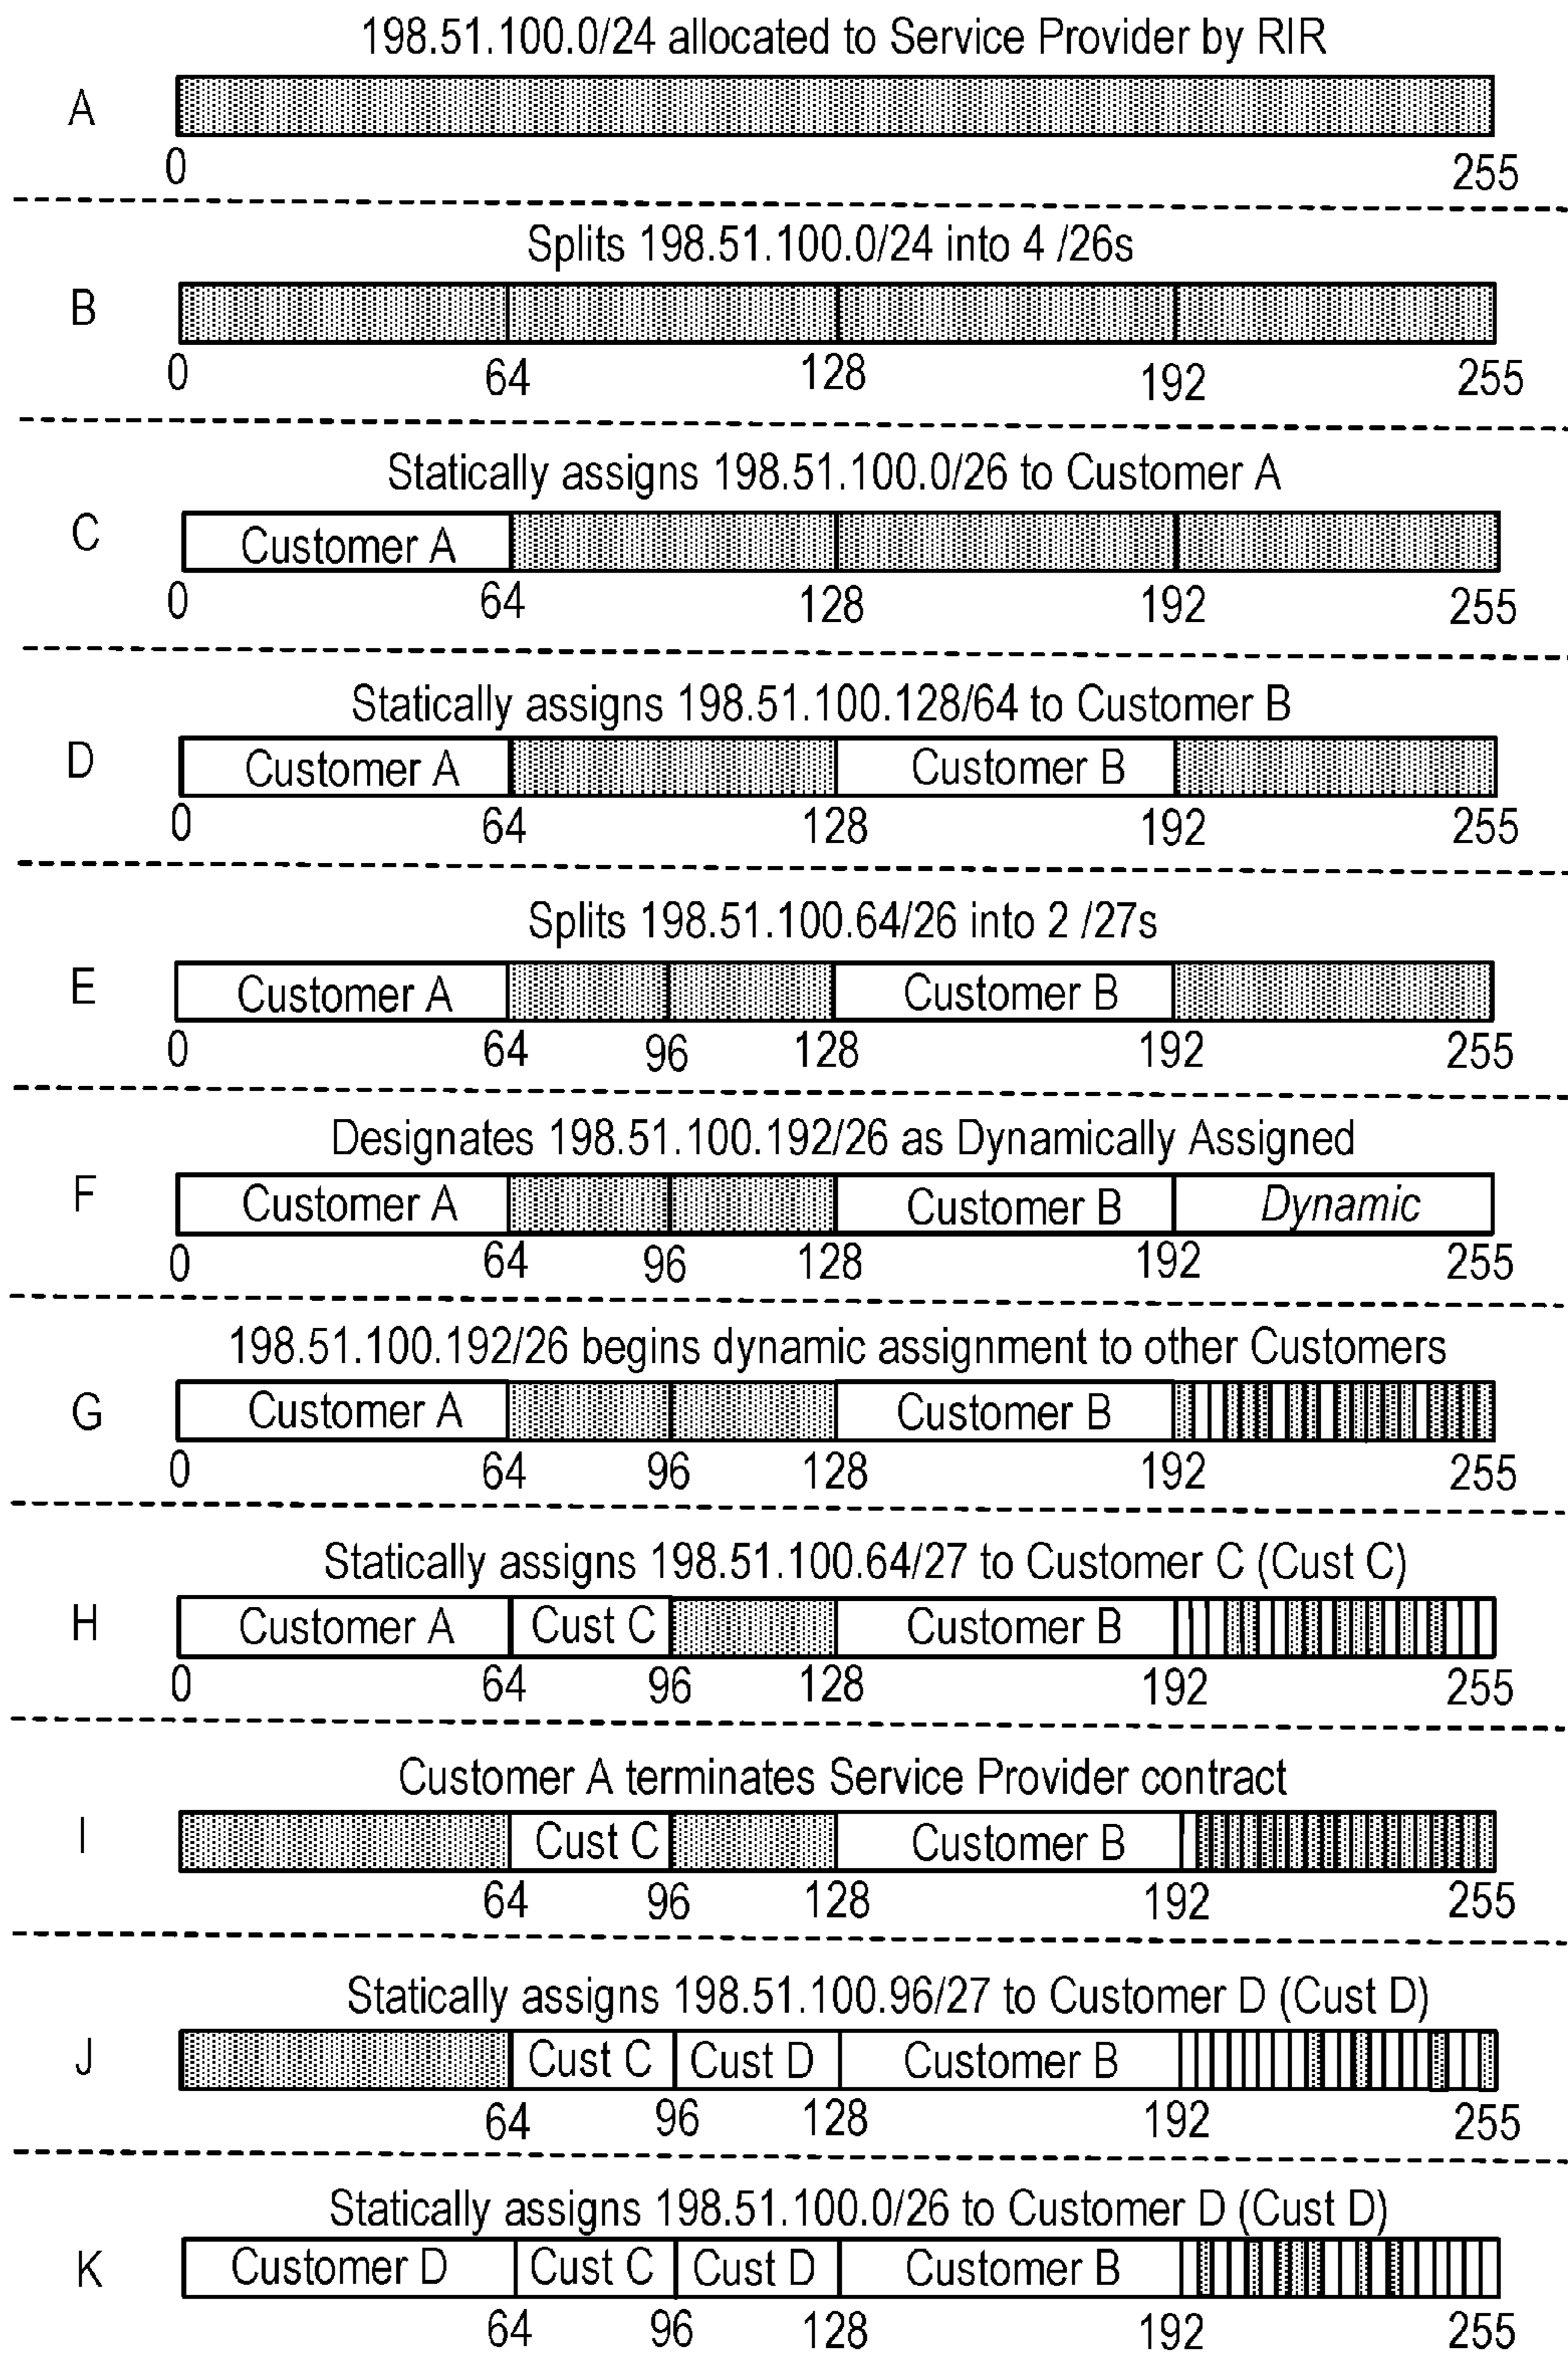 198.51.100.0/24 allocated to Service Provider by RIR
A
0 255
Splits 198.51.100.0/24 into 4 /26s
B
0 64 128 192 255
Statically assigns 198.51.100.0/26 to Customer A
C Customer A
0 64 128 192 255
Statically assigns 198.51.100.128/64 to Customer B
D Customer A Customer B
0 64 128 192 255
Splits 198.51.100.64/26 into 2 /27s
E Customer A Customer B
0 64 96 128 192 255
Designates 198.51.100.192/26 as Dynamically Assigned
F Customer A Customer B Dynamic
0 64 96 128 192 255
198.51.100.192/26 begins dynamic assignment to other Customers
G Customer A Customer B
0 64 96 128 192 255
Statically assigns 198.51.100.64/27 to Customer C (Cust C)
H Customer A Cust C Customer B
0 64 96 128 192 255
Customer A terminates Service Provider contract
I Cust C Customer B
64 96 128 192 255
Statically assigns 198.51.100.96/27 to Customer D (Cust D)
J Cust C Cust D Customer B
64 96 128 192 255
Statically assigns 198.51.100.0/26 to Customer D (Cust D)
K Customer D Cust C Cust D Customer B
64 96 128 192 255